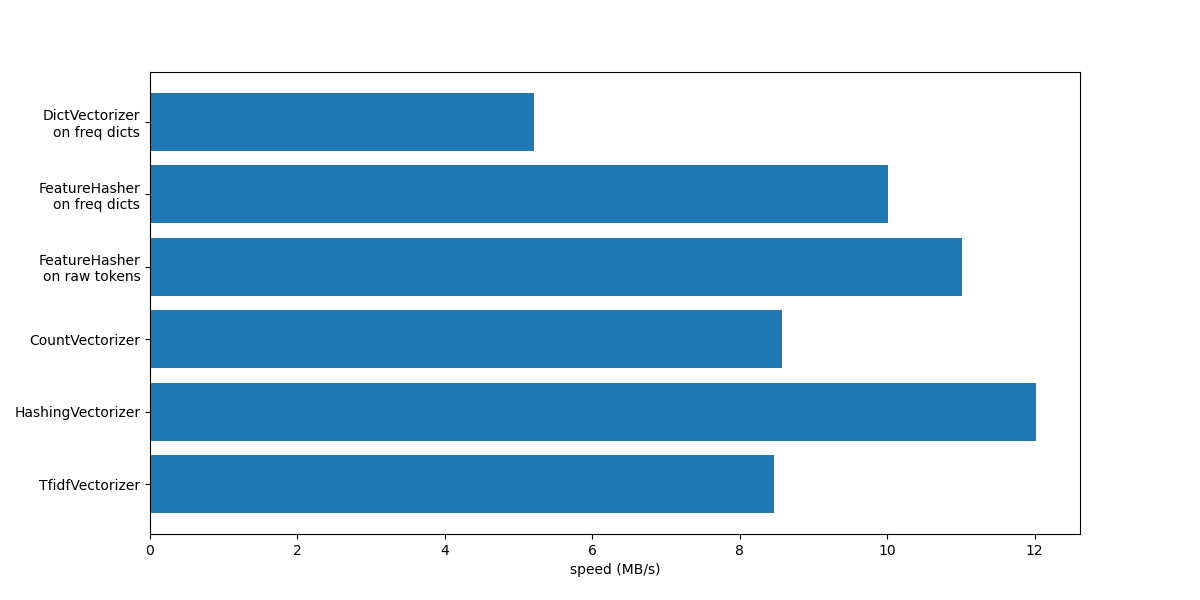 DictVectorizer
on freq dicts
FeatureHasher
on freq dicts
FeatureHasher
on raw tokens
CountVectorizer
HashingVectorizer
TfidfVectorizer
0 2 4 6 8 10 12
speed (MB/s)